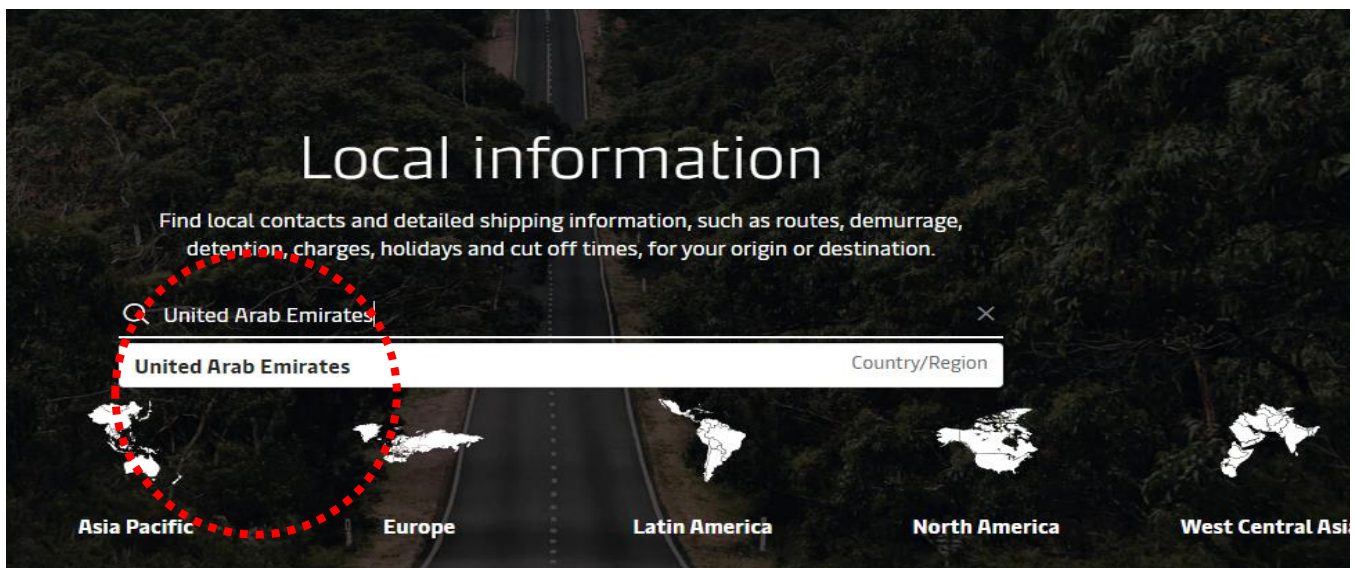 Local information
Find local contacts and detailed shipping information, such as routes, demurrage,
detention, charges, holidays and cut off times, for your origin or destination.
United Arab Emirates
United Arab Emirates Country/Region
Asia Pacific Europe Latin America North America West Central Asia